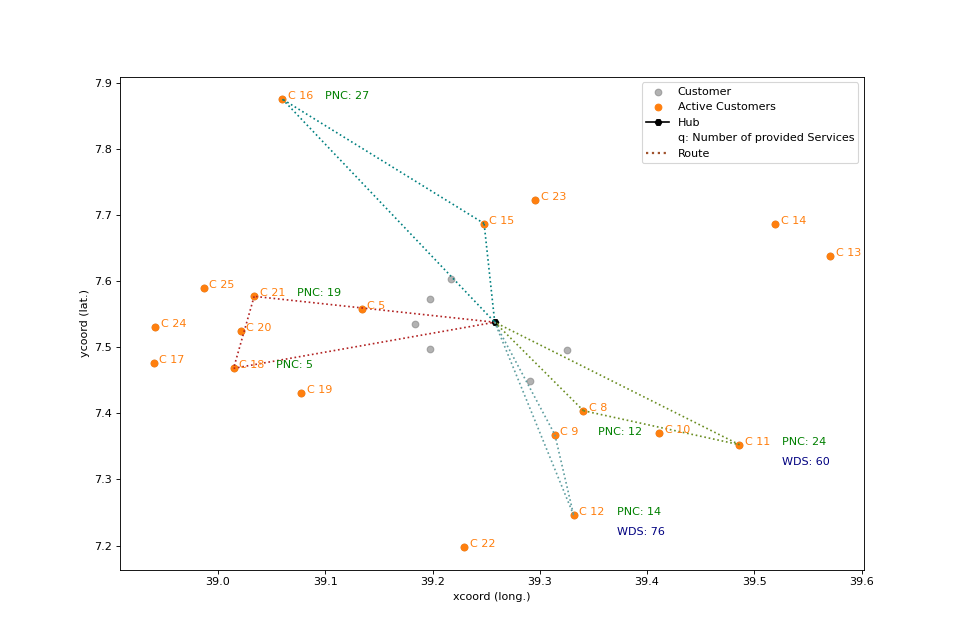 7.9
7.8
7.7
7.6
7.5
7.4
7.3
7.2
39.0
39.1
39.2
39.3
39.4
39.5
39.6
xcoord (long.)
ycoord (lat.)
Customer
Active Customers
Hub
q: Number of provided Services
Route
C 16 PNC: 27
C 23
C 15
C 14
C 13
C 25
C 21 PNC: 19
C 5
C 24
C 20
C 17
C 18 PNC: 5
C 19
C 8
C 9 PNC: 12
C 10
C 11 PNC: 24
WDS: 60
C 12 PNC: 14
WDS: 76
C 22